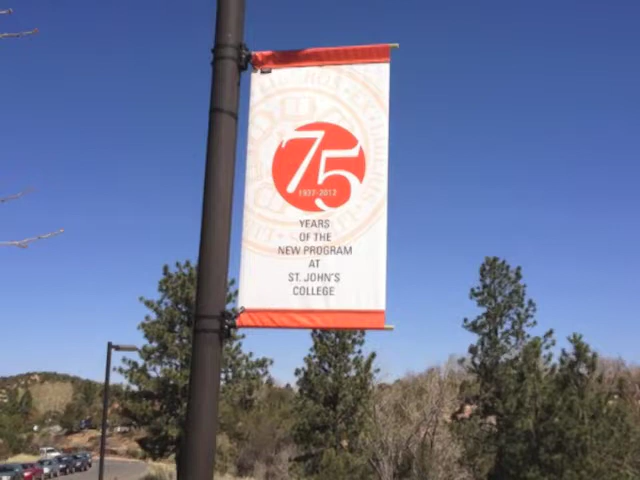 75
1937-2012
YEARS
OF THE
NEW PROGRAM
AT
ST. JOHN'S
COLLEGE